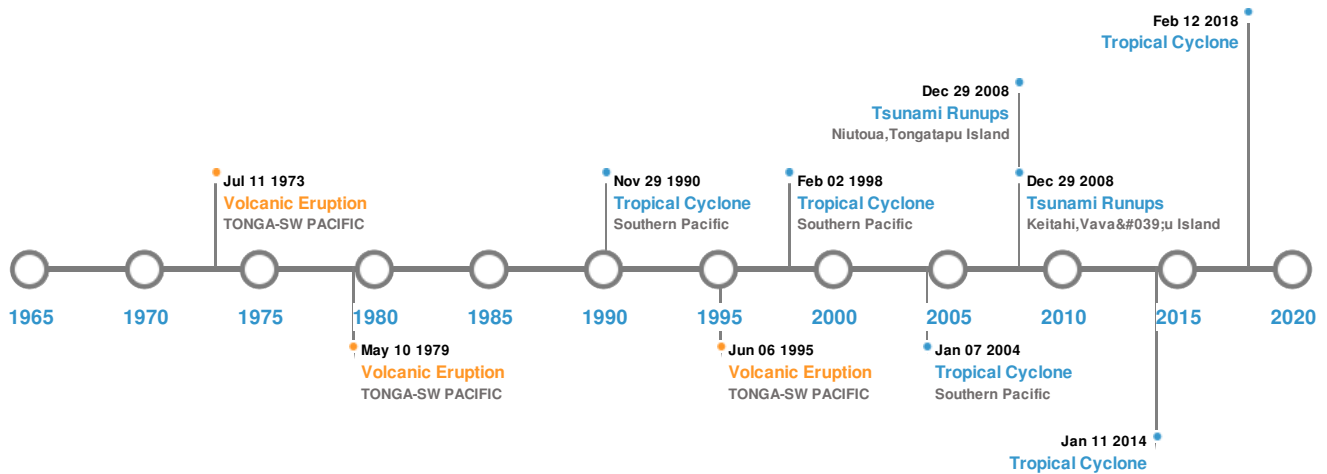 Feb 12 2018
Tropical Cyclone
Dec 29 2008
Tsunami Runups
Niutoua,Tongatapu Island
Jul 11 1973
Volcanic Eruption
TONGA-SW PACIFIC
Nov 29 1990
Tropical Cyclone
Southern Pacific
Feb 02 1998
Tropical Cyclone
Southern Pacific
Dec 29 2008
Tsunami Runups
Keitahi,Vava&#039;u Island
1965 1970 1975 1980 1985 1990 1995 2000 2005 2010 2015 2020
May 10 1979
Volcanic Eruption
TONGA-SW PACIFIC
Jun 06 1995
Volcanic Eruption
TONGA-SW PACIFIC
Jan 07 2004
Tropical Cyclone
Southern Pacific
Jan 11 2014
Tropical Cyclone